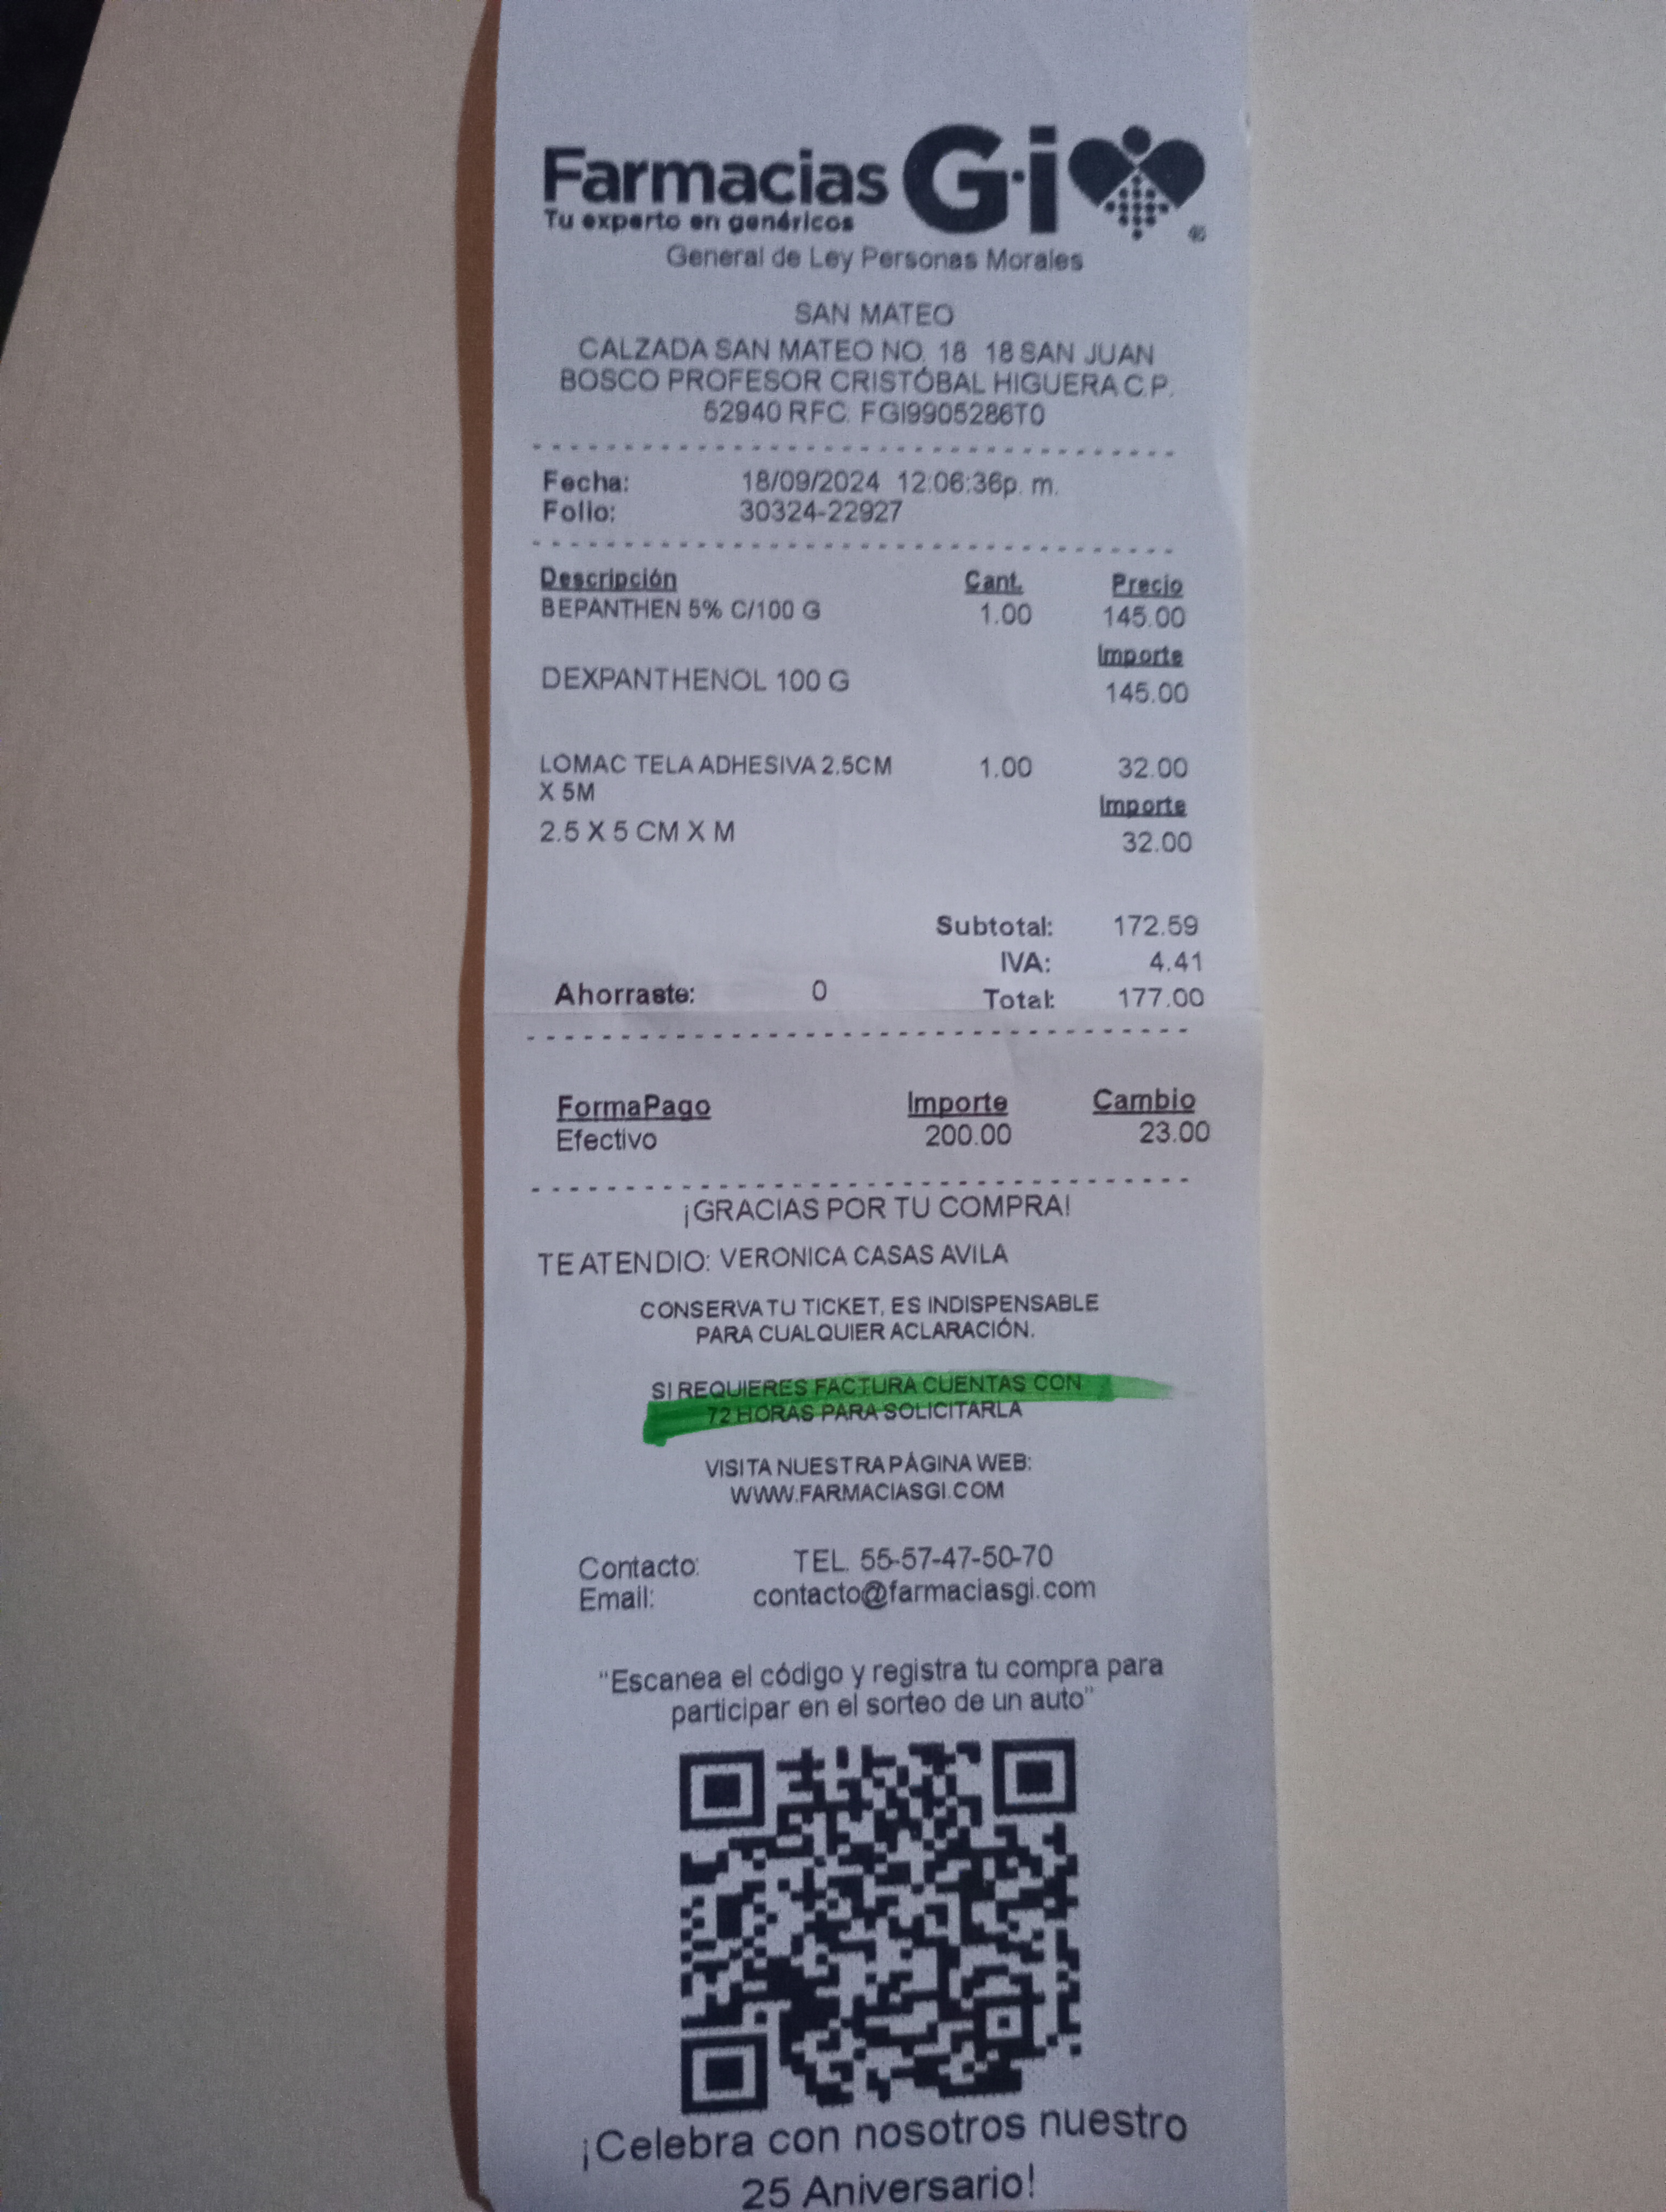 Farmacias G·i
Tu experto en genéricos
General de Ley Personas Morales
SAN MATEO
CALZADA SAN MATEO NO. 18 18 SAN JUAN
BOSCO PROFESOR CRISTÓBAL HIGUERA C.P.
52940 RFC. FGI9905286T0
Fecha: 18/09/2024 12:06:36p. m.
Folio: 30324-22927
Descripción Cant. Precio
BEPANTHEN 5% C/100 G 1.00 145.00
Importe
DEXPANTHENOL 100 G 145.00
LOMAC TELA ADHESIVA 2.5CM 1.00 32.00
X 5M Importe
2.5 X 5 CM X M 32.00
Subtotal: 172.59
IVA: 4.41
Ahorraste: 0 Total: 177.00
FormaPago Importe Cambio
Efectivo 200.00 23.00
¡GRACIAS POR TU COMPRA!
TE ATENDIO: VERONICA CASAS AVILA
CONSERVA TU TICKET, ES INDISPENSABLE
PARA CUALQUIER ACLARACIÓN.
SI REQUIERES FACTURA CUENTAS CON
72 HORAS PARA SOLICITARLA
VISITA NUESTRA PÁGINA WEB:
WWW.FARMACIASGI.COM
Contacto: TEL. 55-57-47-50-70
Email: contacto@farmaciasgi.com
"Escanea el código y registra tu compra para
participar en el sorteo de un auto"
¡Celebra con nosotros nuestro
25 Aniversario!